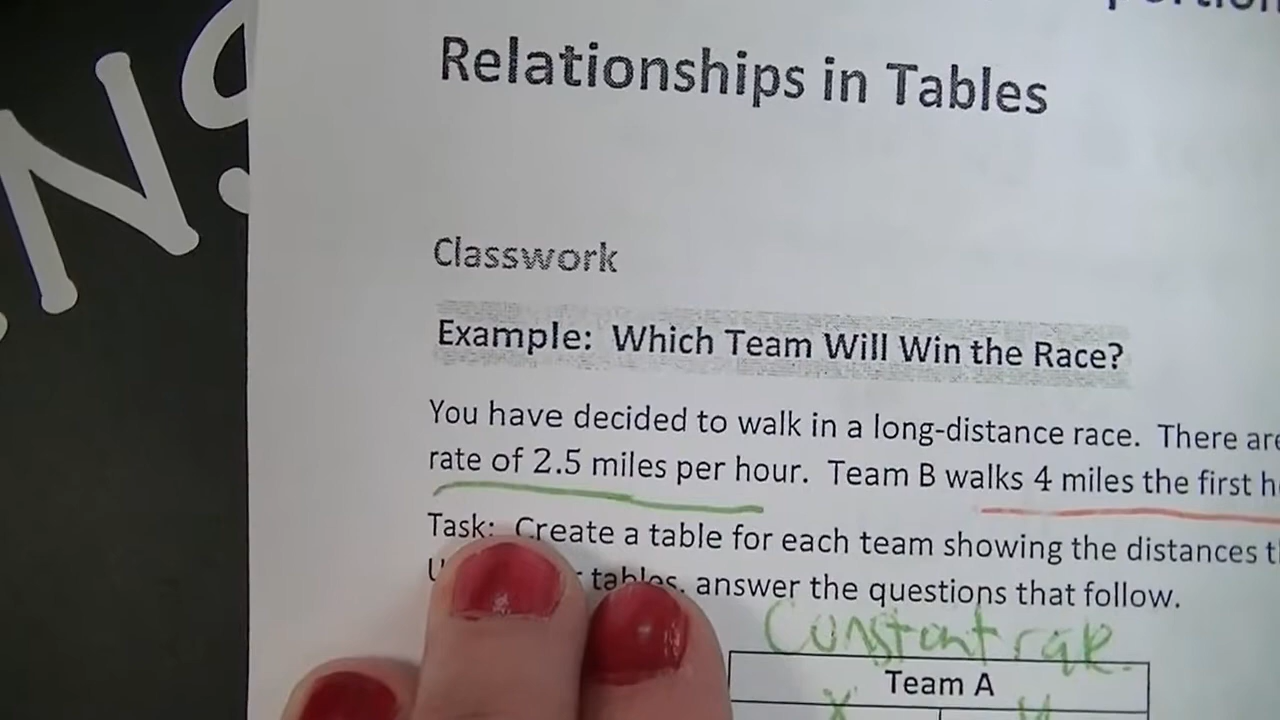 Relationships in Tables
Classwork
Example: Which Team Will Win the Race?
You have decided to walk in a long-distance race. There are
rate of 2.5 miles per hour. Team B walks 4 miles the first
Task: Create a table for each team showing the distances
tables, answer the questions that follow.
Constant rate
Team A
x y